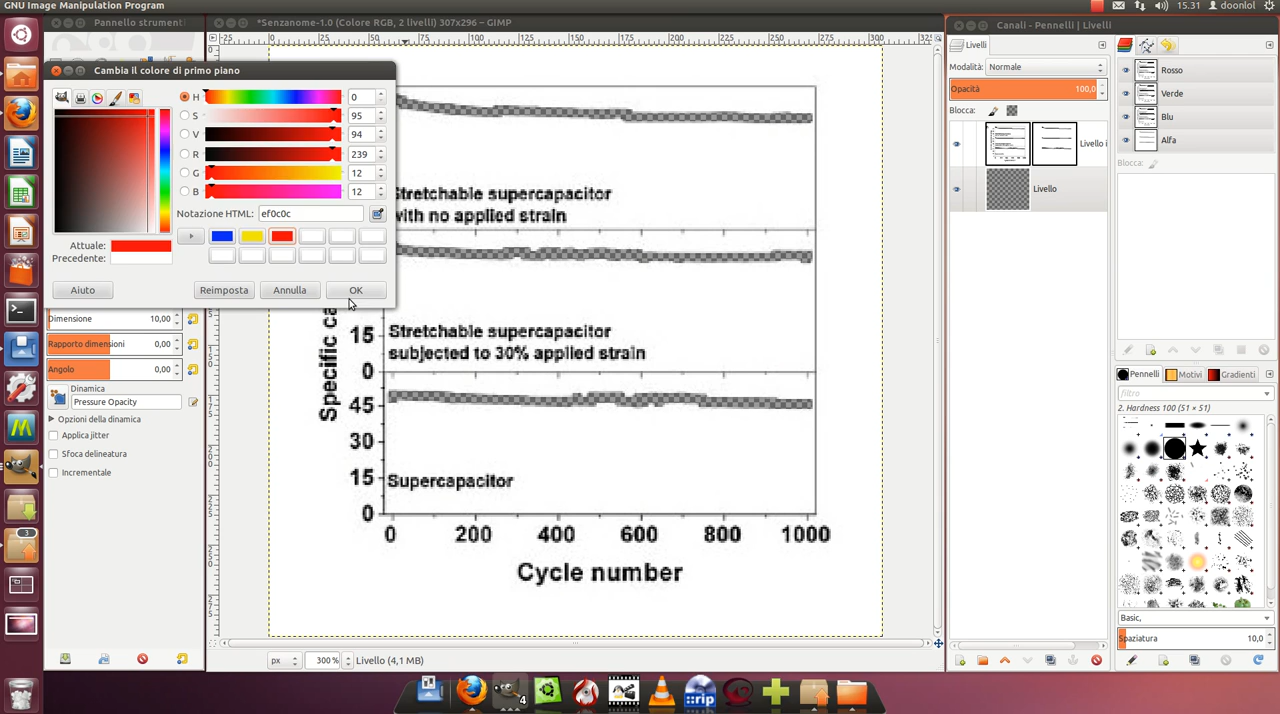 GNU Image Manipulation Program
15.31 doonlol
Pannello strumenti
*Senzanome-1.0 (Colore RGB, 2 livelli) 307x296 – GIMP
Canali - Pennelli | Livelli
Cambia il colore di primo piano
H 0
S 95
V 94
R 239
G 12
B 12
Notazione HTML: ef0c0c
Attuale:
Precedente:
Aiuto
Reimposta
Annulla
OK
Dimensione 10,00
Rapporto dimensioni 0,00
Angolo 0,00
Dinamica
Pressure Opacity
Opzioni della dinamica
Applica jitter
Sfoca delineatura
Incrementale
Stretchable supercapacitor
with no applied strain
Stretchable supercapacitor
subjected to 30% applied strain
Supercapacitor
Specific ca
15
0
45
30
15
0
0 200 400 600 800 1000
Cycle number
px 300 % Livello (4,1 MB)
Livelli
Modalità: Normale
Opacità 100,0
Blocca:
Livello i
Livello
Rosso
Verde
Blu
Alfa
Blocca:
Pennelli Motivi Gradienti
filtro
2. Hardness 100 (51 × 51)
Basic,
Spaziatura 10,0
3
4
:rip